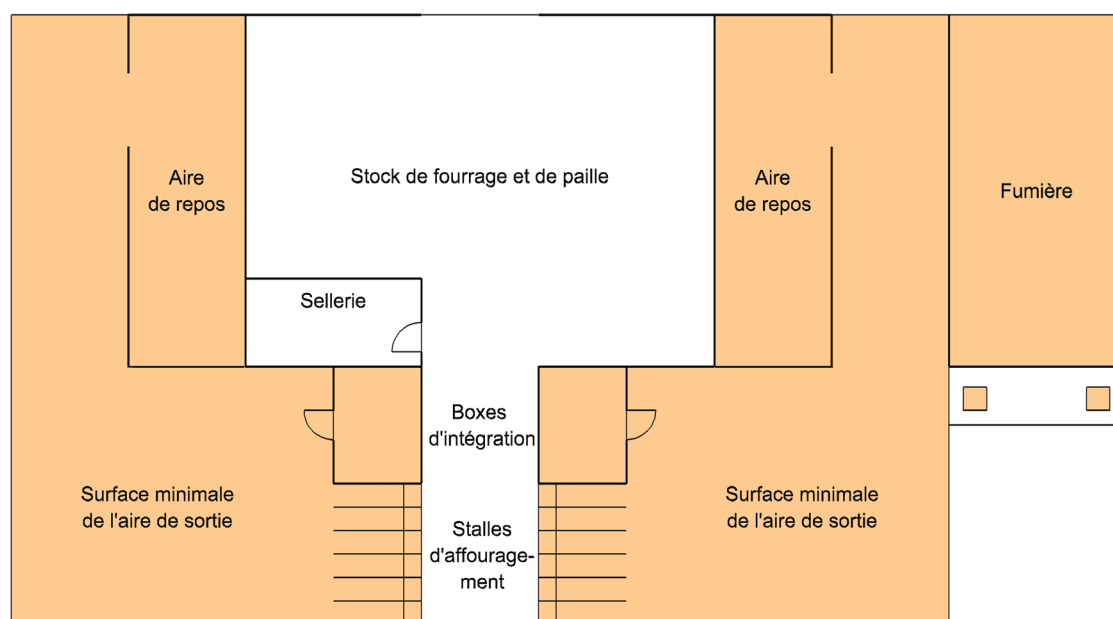 Aire
de repos
Stock de fourrage et de paille
Aire
de repos
Fumière
Sellerie
Boxes
d'intégration
Surface minimale
de l'aire de sortie
Stalles
d'affourage-
ment
Surface minimale
de l'aire de sortie